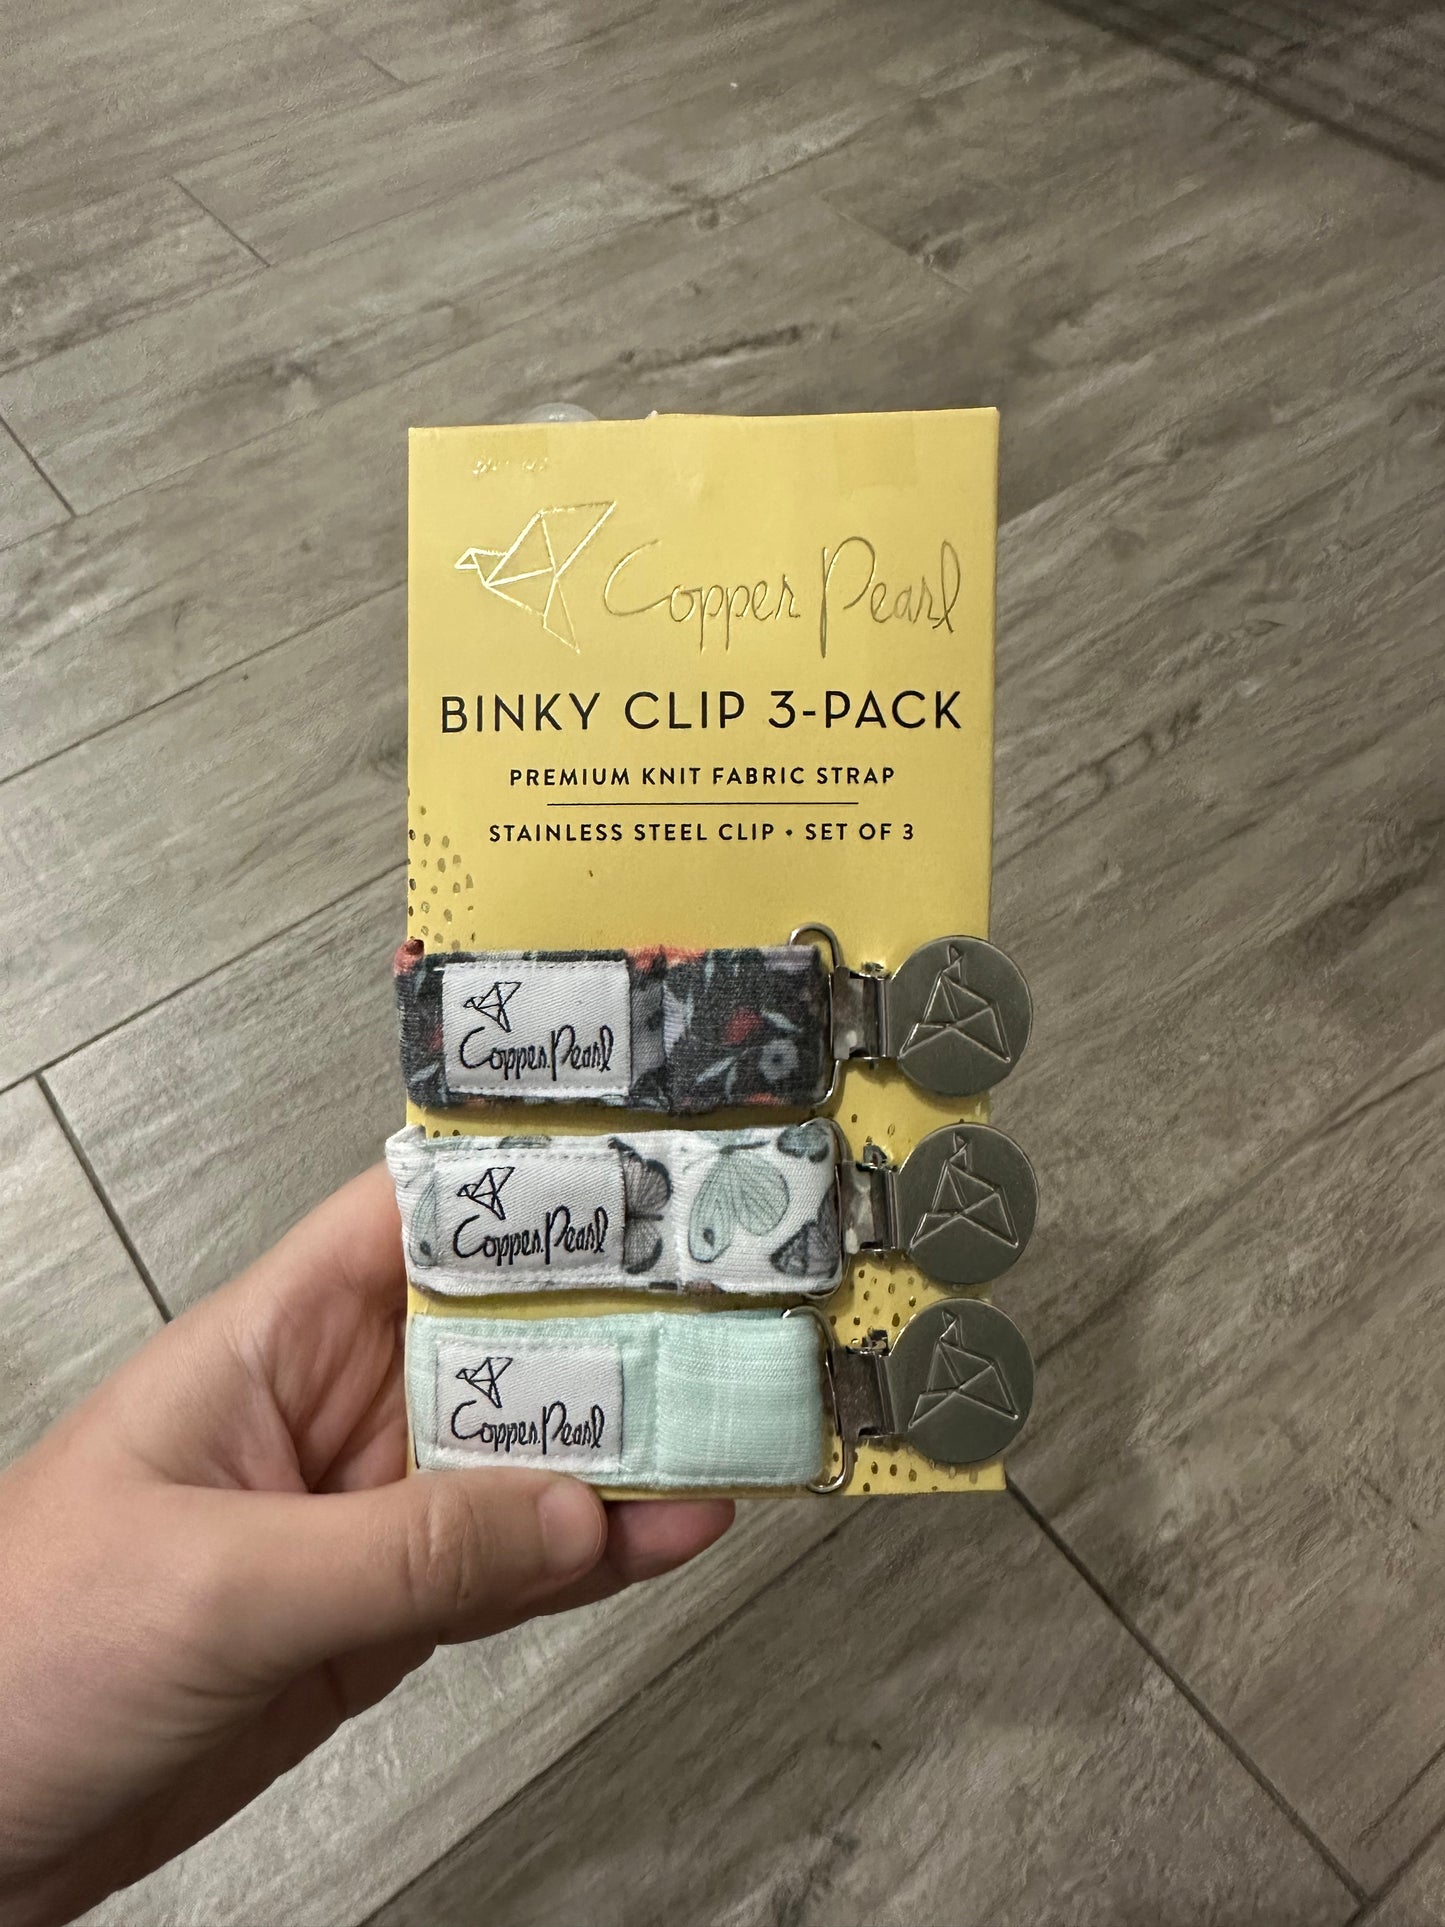 Copper Pearl
BINKY CLIP 3-PACK
PREMIUM KNIT FABRIC STRAP
STAINLESS STEEL CLIP • SET OF 3
Copper Pearl
Copper Pearl
Copper Pearl